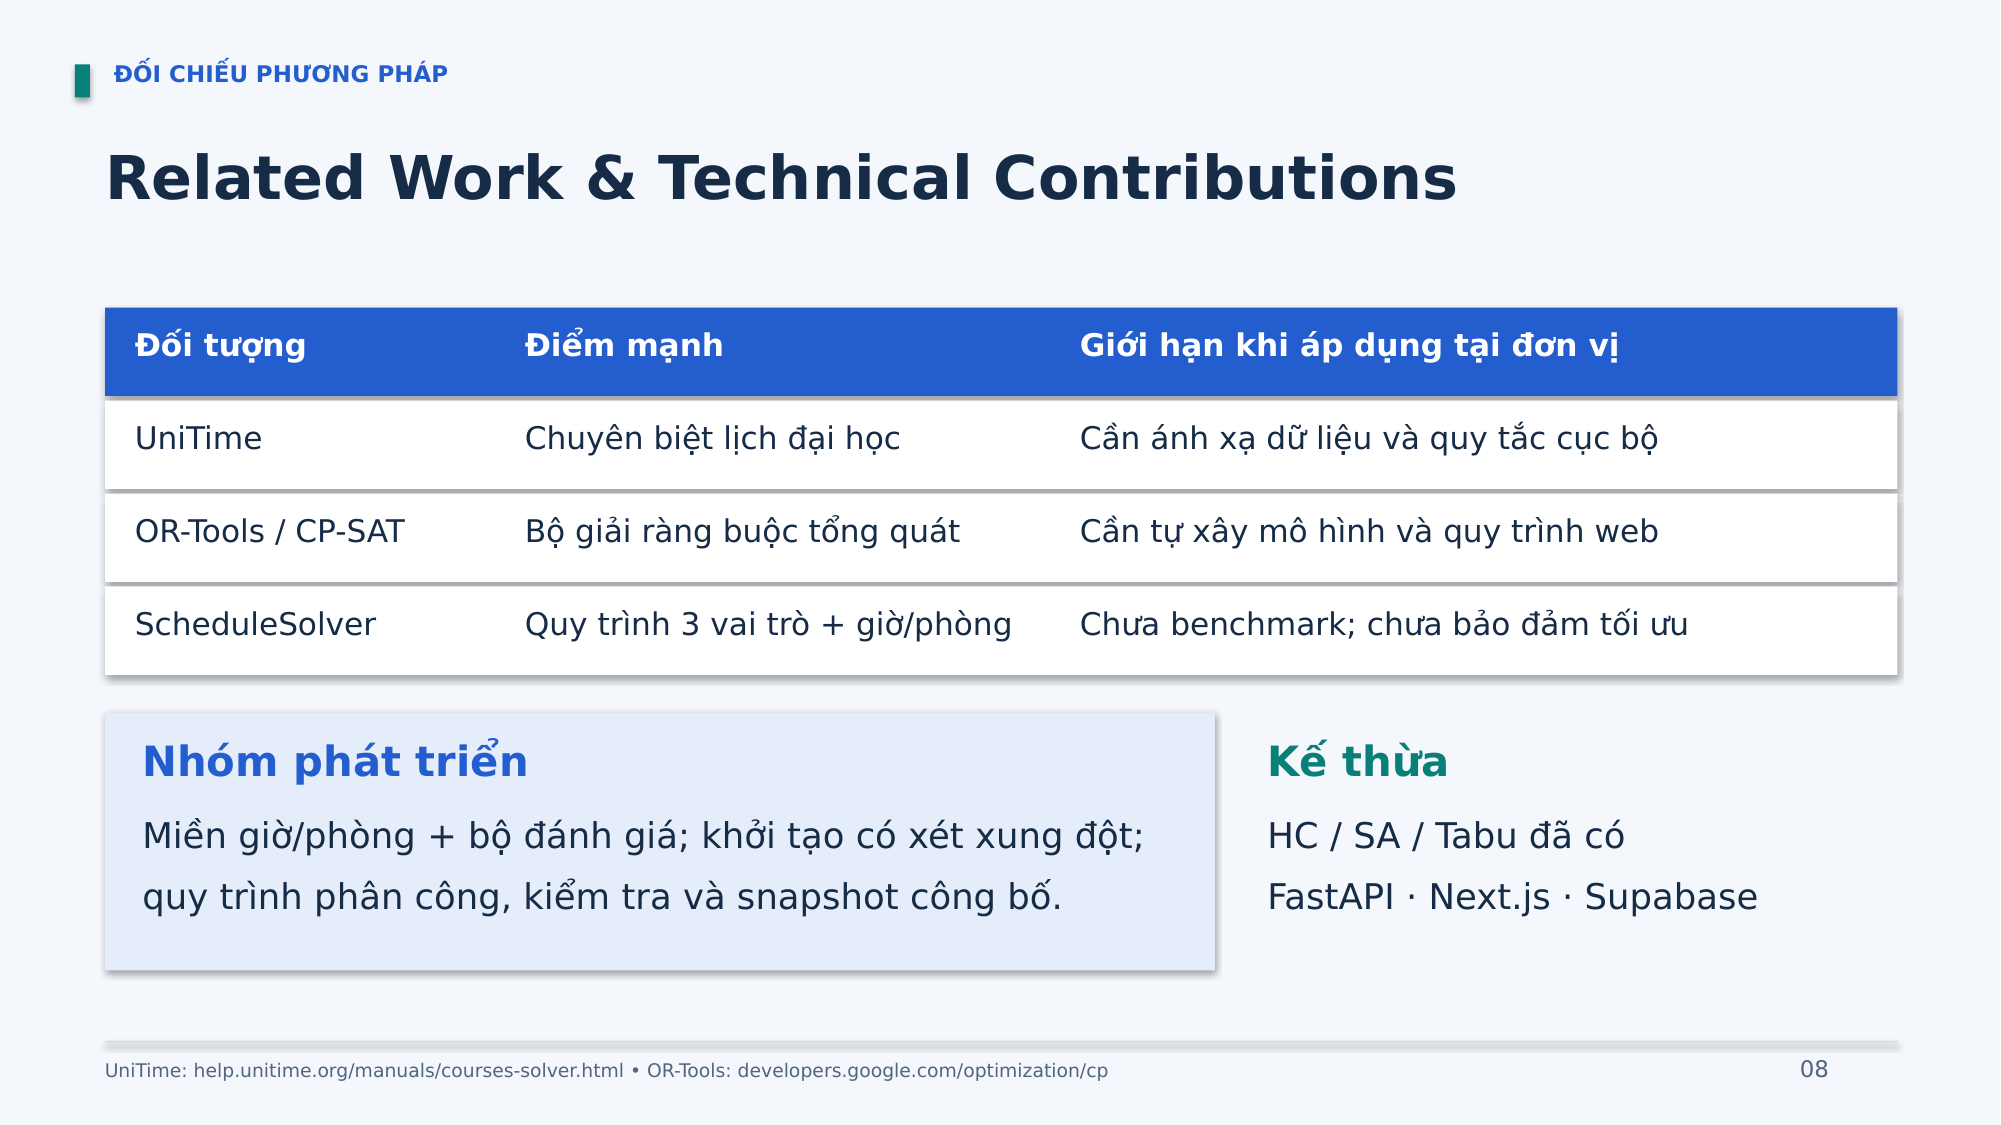 ĐỐI CHIẾU PHƯƠNG PHÁP
Related Work & Technical Contributions
Đối tượng Điểm mạnh Giới hạn khi áp dụng tại đơn vị
UniTime Chuyên biệt lịch đại học Cần ánh xạ dữ liệu và quy tắc cục bộ
OR-Tools / CP-SAT Bộ giải ràng buộc tổng quát Cần tự xây mô hình và quy trình web
ScheduleSolver Quy trình 3 vai trò + giờ/phòng Chưa benchmark; chưa bảo đảm tối ưu
Nhóm phát triển
Miền giờ/phòng + bộ đánh giá; khởi tạo có xét xung đột;
quy trình phân công, kiểm tra và snapshot công bố.
Kế thừa
HC / SA / Tabu đã có
FastAPI · Next.js · Supabase
UniTime: help.unitime.org/manuals/courses-solver.html • OR-Tools: developers.google.com/optimization/cp
08